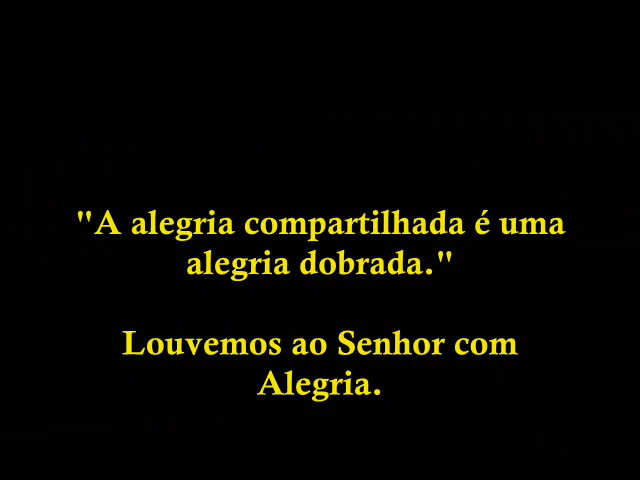 "A alegria compartilhada é uma
alegria dobrada."
Louvemos ao Senhor com
Alegria.